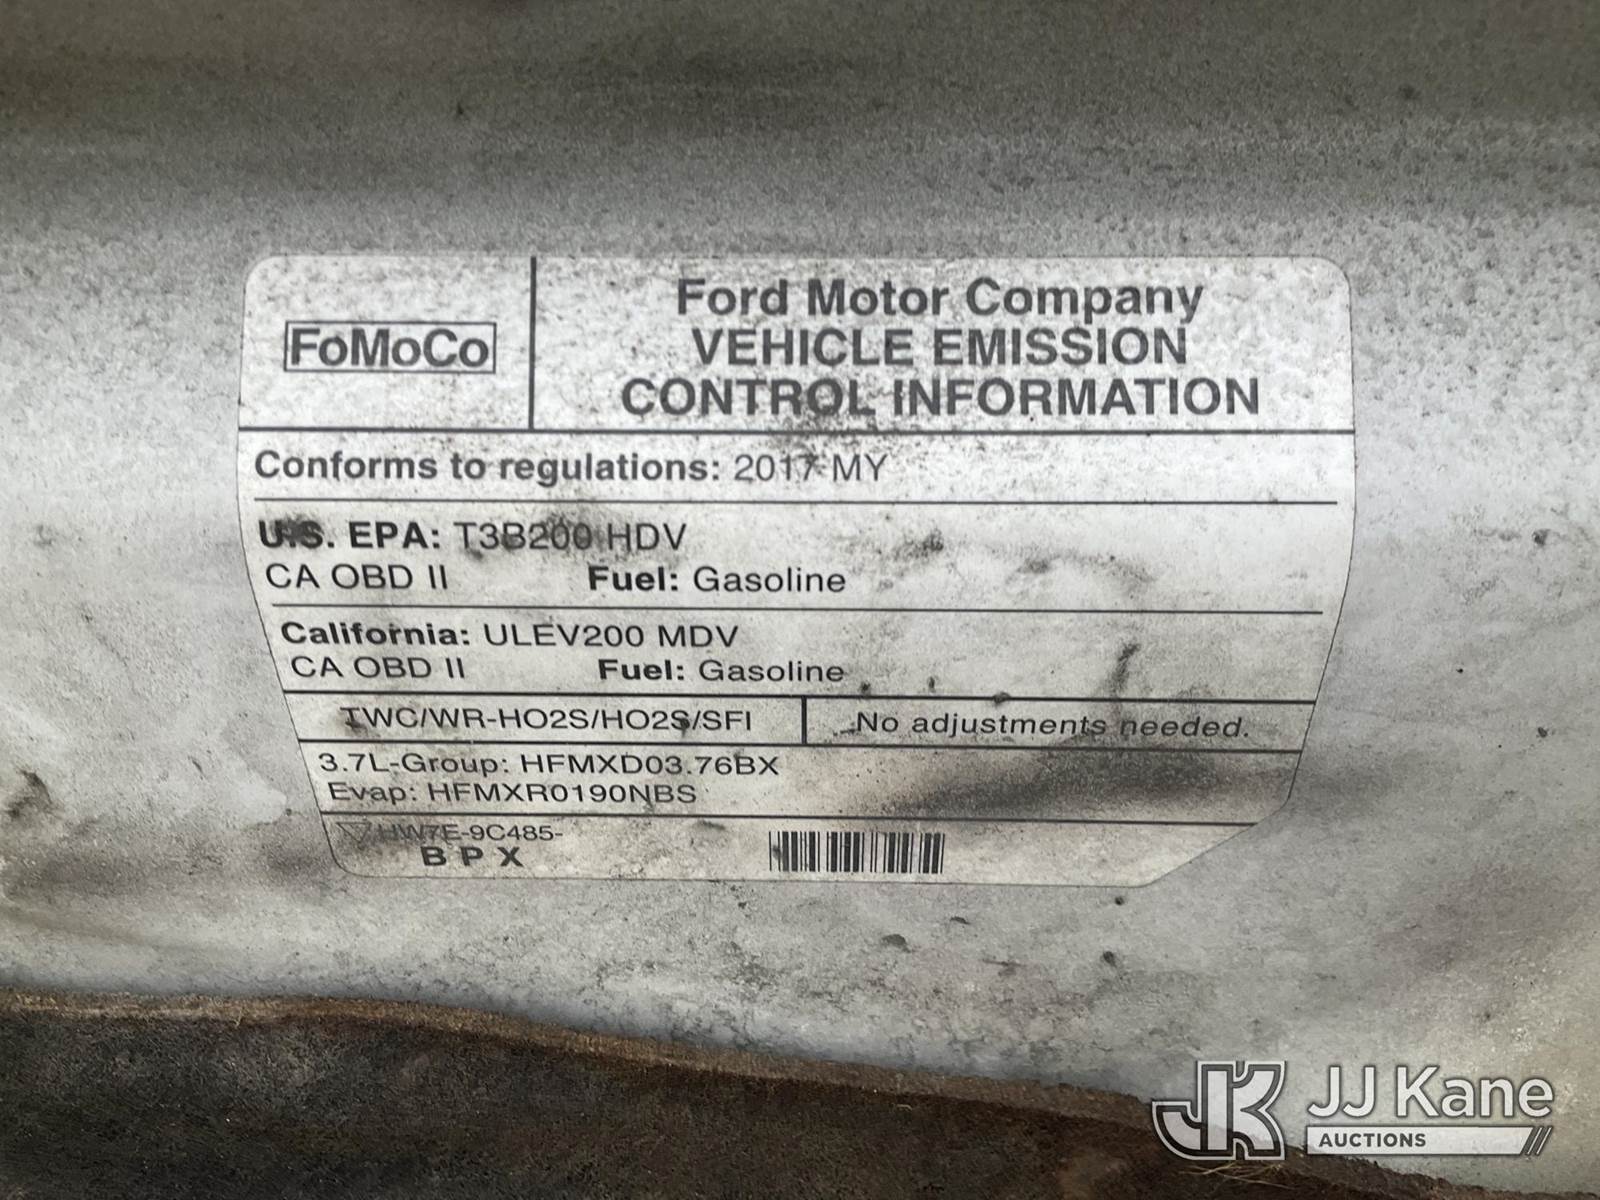 FoMoCo
Ford Motor Company
VEHICLE EMISSION
CONTROL INFORMATION
Conforms to regulations: 2017 MY
U.S. EPA: T3B200 HDV
CA OBD II Fuel: Gasoline
California: ULEV200 MDV
CA OBD II Fuel: Gasoline
TWC/WR-HO2S/HO2S/SFI No adjustments needed.
3.7L-Group: HFMXD03.76BX
Evap: HFMXR0190NBS
HW7E-9C485-
BPX
JK JJ Kane
AUCTIONS